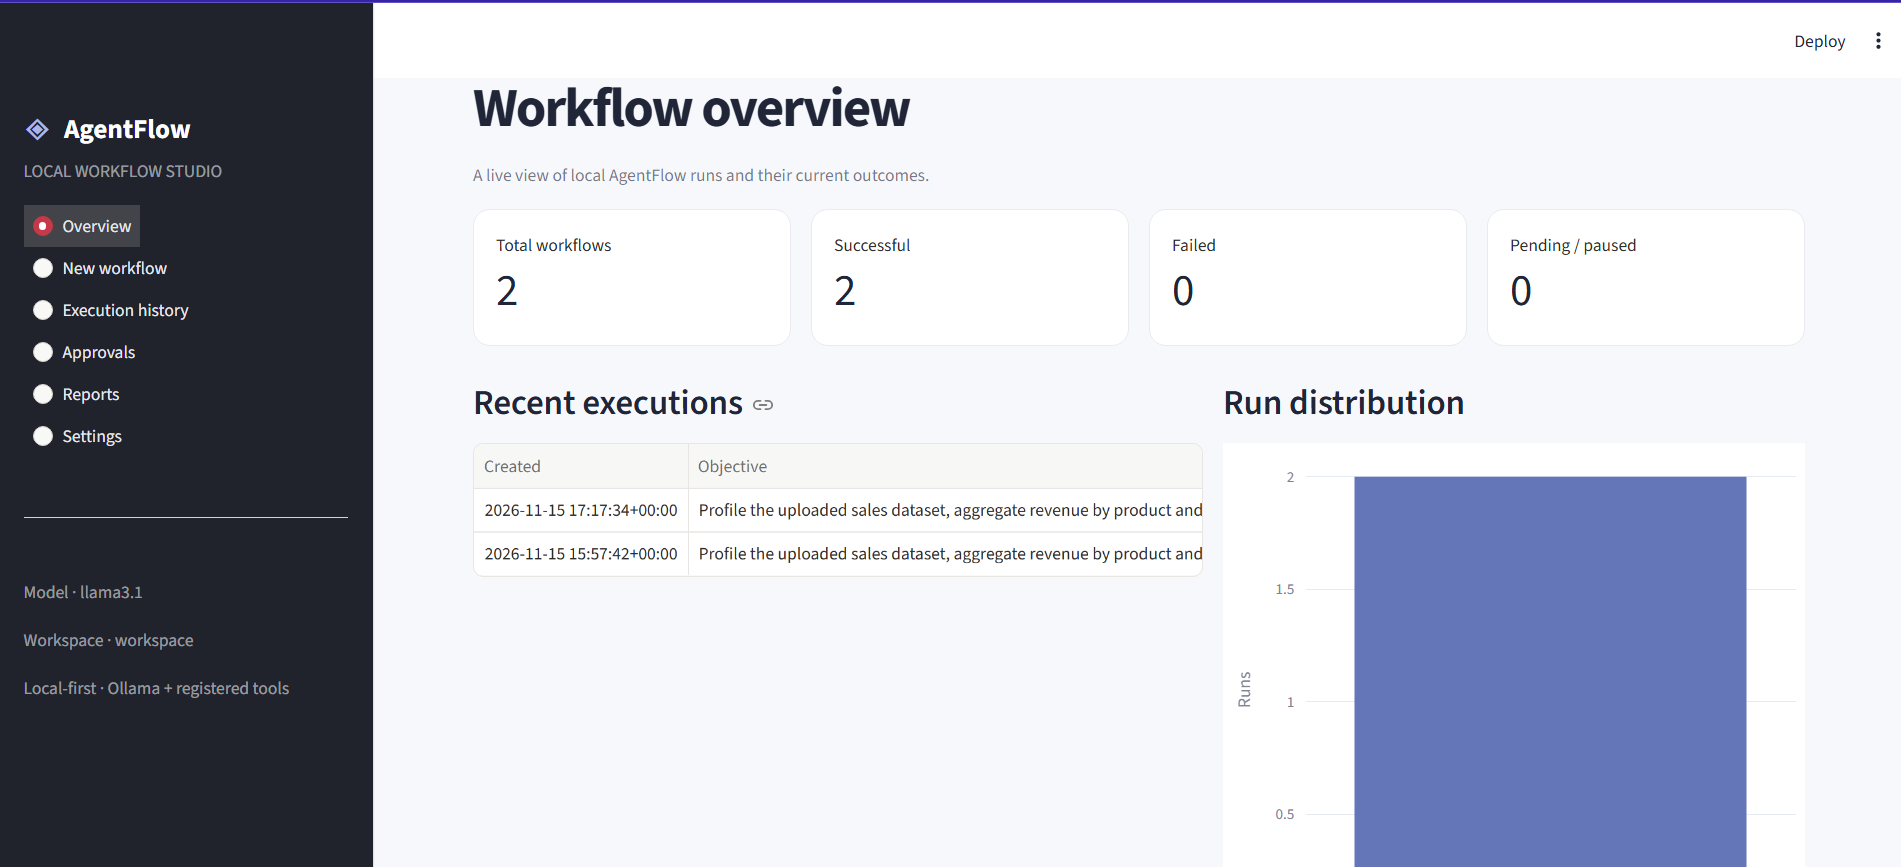 Deploy
AgentFlow
LOCAL WORKFLOW STUDIO
Overview
New workflow
Execution history
Approvals
Reports
Settings
Model · llama3.1
Workspace · workspace
Local-first · Ollama + registered tools
Workflow overview
A live view of local AgentFlow runs and their current outcomes.
Total workflows
2
Successful
2
Failed
0
Pending / paused
0
Recent executions
Created Objective
2026-11-15 17:17:34+00:00 Profile the uploaded sales dataset, aggregate revenue by product and
2026-11-15 15:57:42+00:00 Profile the uploaded sales dataset, aggregate revenue by product and
Run distribution
2
1.5
1
0.5
Runs